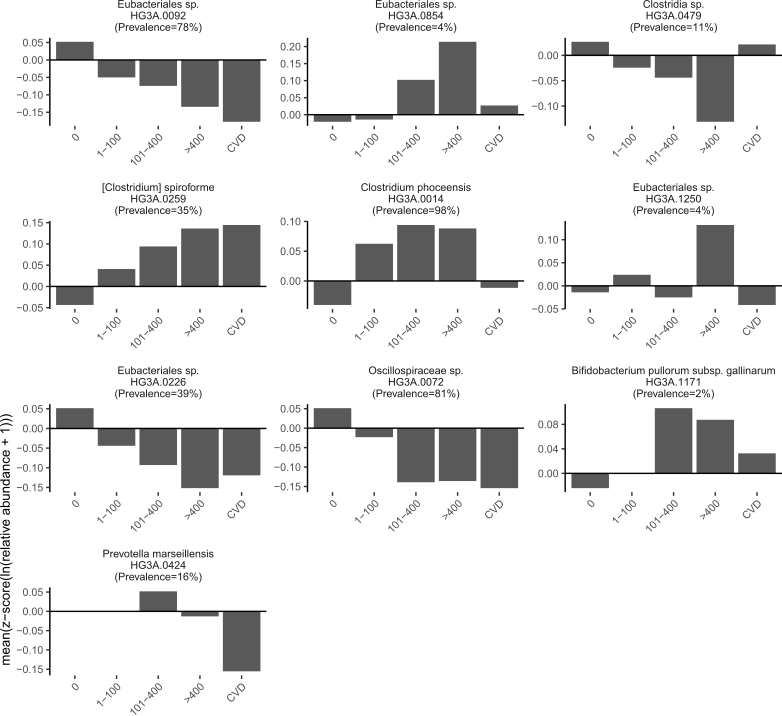 Eubacteriales sp.
HG3A.0092
(Prevalence=78%)
0.05
0.00
−0.05
−0.10
−0.15
0
1−100
101−400
>400
CVD
Eubacteriales sp.
HG3A.0854
(Prevalence=4%)
0.20
0.15
0.10
0.05
0.00
0
1−100
101−400
>400
CVD
Clostridia sp.
HG3A.0479
(Prevalence=11%)
0.00
−0.05
−0.10
0
1−100
101−400
>400
CVD
[Clostridium] spiroforme
HG3A.0259
(Prevalence=35%)
0.15
0.10
0.05
0.00
−0.05
0
1−100
101−400
>400
CVD
Clostridium phoceensis
HG3A.0014
(Prevalence=98%)
0.10
0.05
0.00
0
1−100
101−400
>400
CVD
Eubacteriales sp.
HG3A.1250
(Prevalence=4%)
0.10
0.05
0.00
−0.05
0
1−100
101−400
>400
CVD
Eubacteriales sp.
HG3A.0226
(Prevalence=39%)
0.05
0.00
−0.05
−0.10
−0.15
0
1−100
101−400
>400
CVD
Oscillospiraceae sp.
HG3A.0072
(Prevalence=81%)
0.05
0.00
−0.05
−0.10
−0.15
0
1−100
101−400
>400
CVD
Bifidobacterium pullorum subsp. gallinarum
HG3A.1171
(Prevalence=2%)
0.08
0.04
0.00
0
1−100
101−400
>400
CVD
Prevotella marseillensis
HG3A.0424
(Prevalence=16%)
0.05
0.00
−0.05
−0.10
−0.15
0
1−100
101−400
>400
CVD
mean(z−score(ln(relative abundance + 1)))